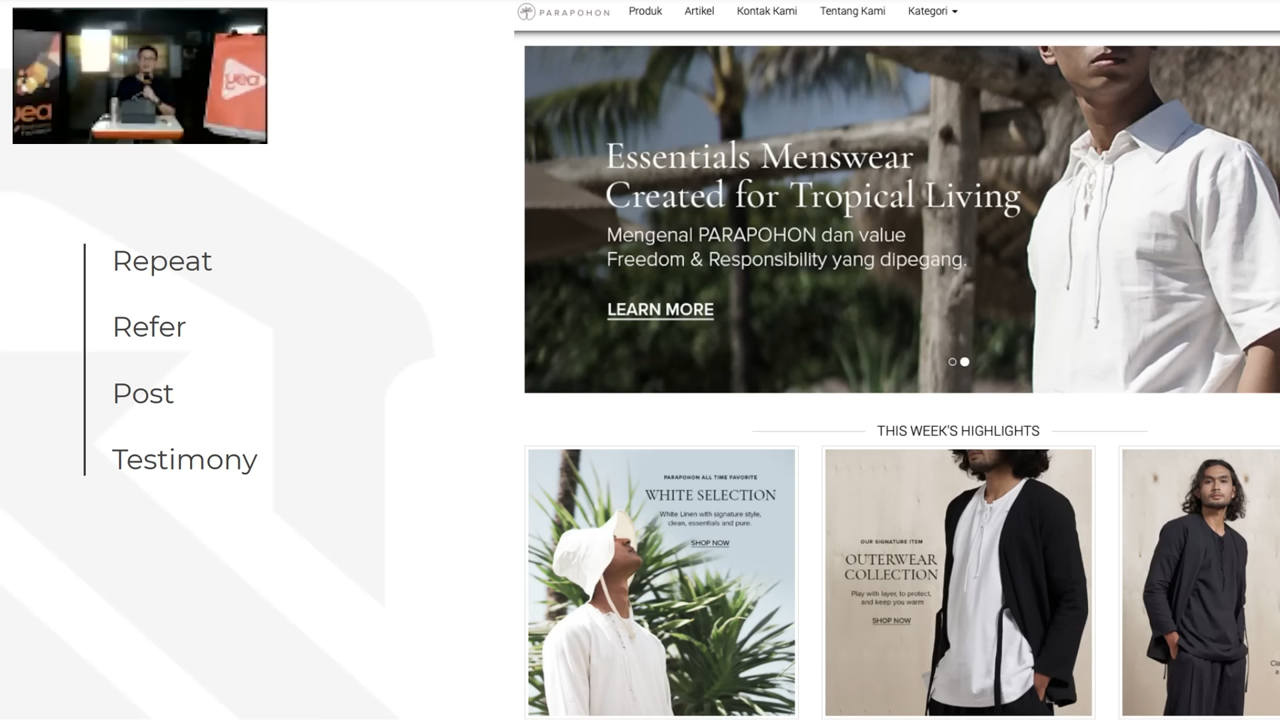 yea
uea
Repeat
Refer
Post
Testimony
PARAPOHON
Produk
Artikel
Kontak Kami
Tentang Kami
Kategori
Essentials Menswear
Created for Tropical Living
Mengenal PARAPOHON dan value
Freedom & Responsibility yang dipegang.
LEARN MORE
THIS WEEK'S HIGHLIGHTS
PARAPOHON ALL TIME FAVORITE
WHITE SELECTION
White Linen with signature style,
clean, essentials and pure.
SHOP NOW
OUR SIGNATURE ITEM
OUTERWEAR
COLLECTION
Play with layer, to protect,
and keep you warm
SHOP NOW